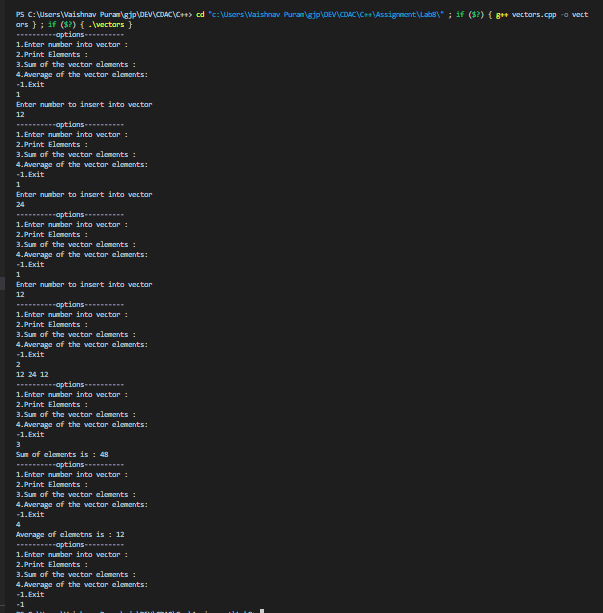 PS C:\Users\Vaishnav Puram\gjp\DEV\CDAC\C++> cd "c:\Users\Vaishnav Puram\gjp\DEV\CDAC\C++\Assignment\Lab8\" ; if ($?) { g++ vectors.cpp -o vect
ors } ; if ($?) { .\vectors }
----------options----------
1.Enter number into vector :
2.Print Elements :
3.Sum of the vector elements :
4.Average of the vector elements:
-1.Exit
1
Enter number to insert into vector
12
----------options----------
1.Enter number into vector :
2.Print Elements :
3.Sum of the vector elements :
4.Average of the vector elements:
-1.Exit
1
Enter number to insert into vector
24
----------options----------
1.Enter number into vector :
2.Print Elements :
3.Sum of the vector elements :
4.Average of the vector elements:
-1.Exit
1
Enter number to insert into vector
12
----------options----------
1.Enter number into vector :
2.Print Elements :
3.Sum of the vector elements :
4.Average of the vector elements:
-1.Exit
2
12 24 12
----------options----------
1.Enter number into vector :
2.Print Elements :
3.Sum of the vector elements :
4.Average of the vector elements:
-1.Exit
3
Sum of elements is : 48
----------options----------
1.Enter number into vector :
2.Print Elements :
3.Sum of the vector elements :
4.Average of the vector elements:
-1.Exit
4
Average of elemetns is : 12
----------options----------
1.Enter number into vector :
2.Print Elements :
3.Sum of the vector elements :
4.Average of the vector elements:
-1.Exit
-1